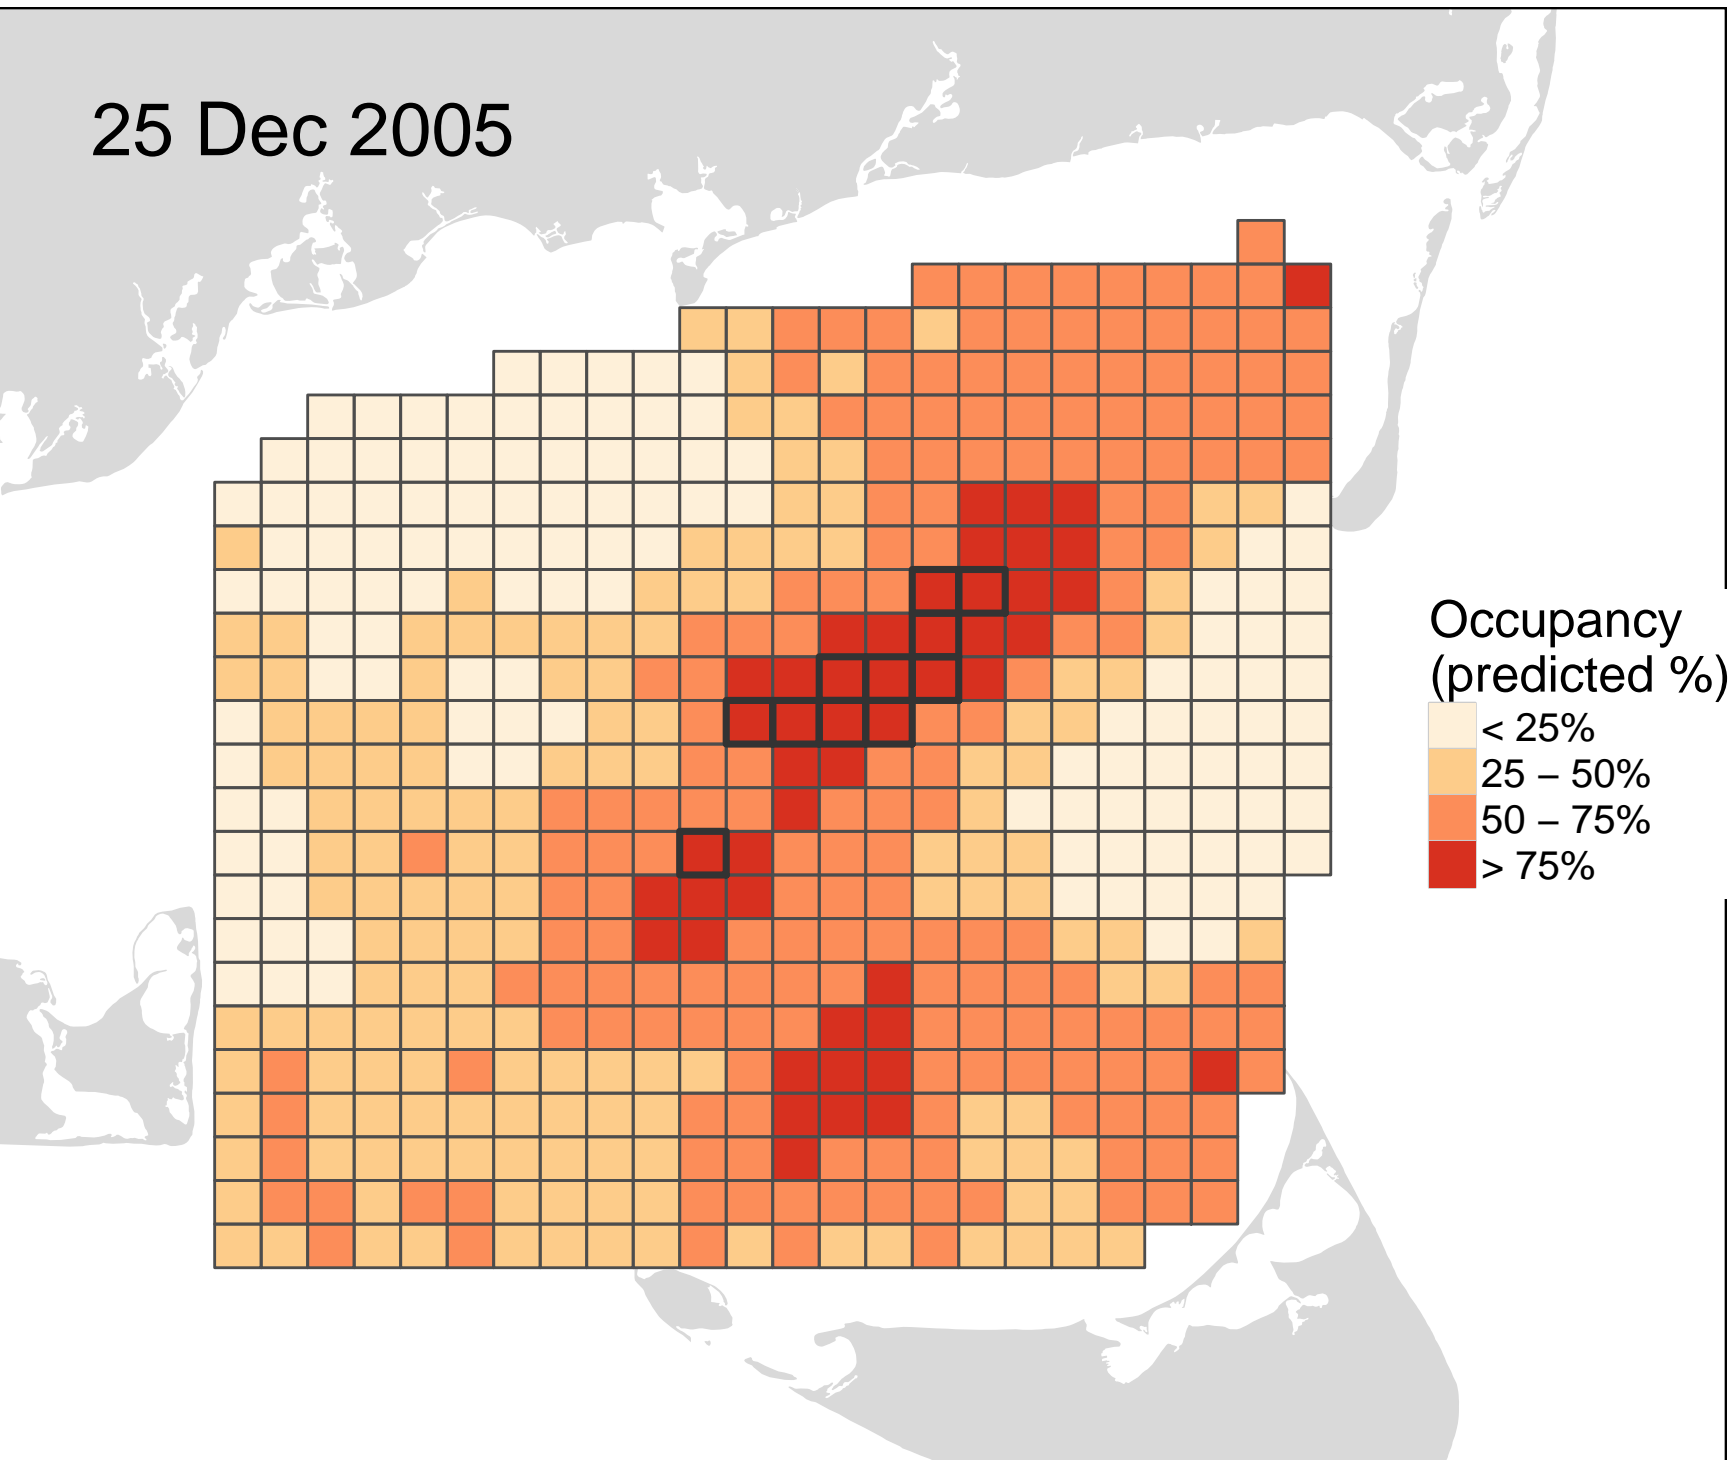 25 Dec 2005
Occupancy
(predicted %)
< 25%
25 – 50%
50 – 75%
> 75%